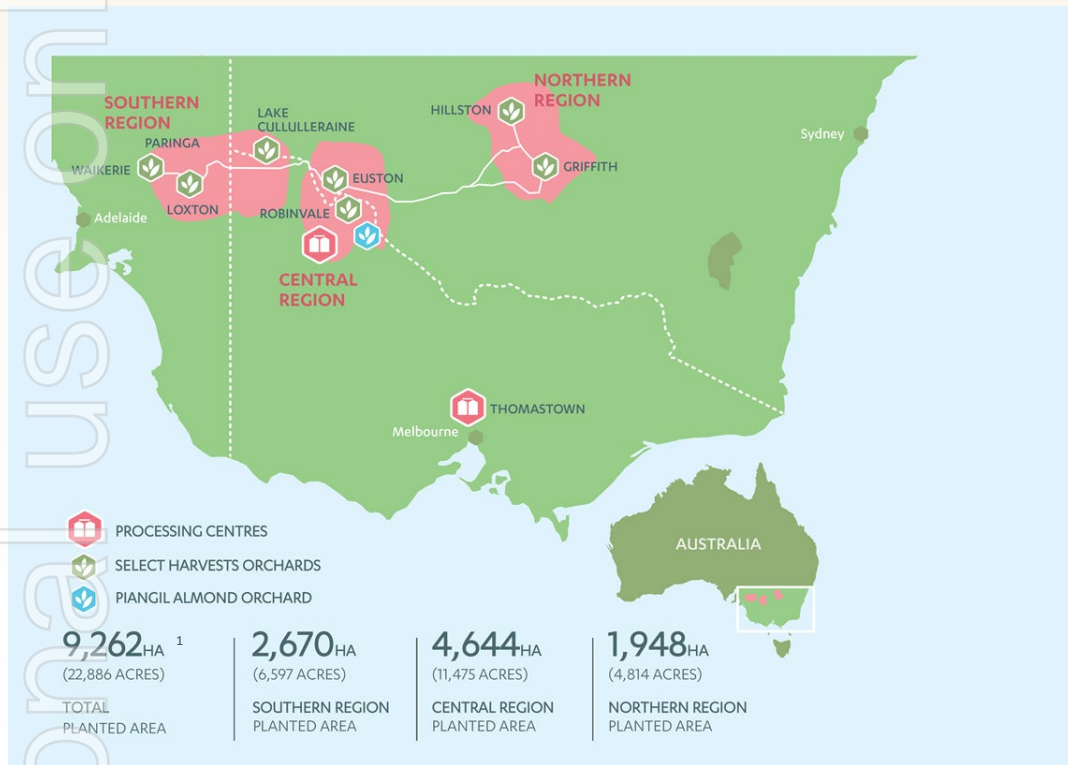 NORTHERN
REGION
HILLSTON
SOUTHERN
REGION
LAKE
CULLULLERAINE
Sydney
PARINGA
WAIKERIE
GRIFFITH
EUSTON
LOXTON
ROBINVALE
Adelaide
CENTRAL
REGION
THOMASTOWN
Melbourne
PROCESSING CENTRES
SELECT HARVESTS ORCHARDS
PIANGIL ALMOND ORCHARD
AUSTRALIA
9,262HA 1
(22,886 ACRES)
TOTAL
PLANTED AREA
2,670HA
(6,597 ACRES)
SOUTHERN REGION
PLANTED AREA
4,644HA
(11,475 ACRES)
CENTRAL REGION
PLANTED AREA
1,948HA
(4,814 ACRES)
NORTHERN REGION
PLANTED AREA
use